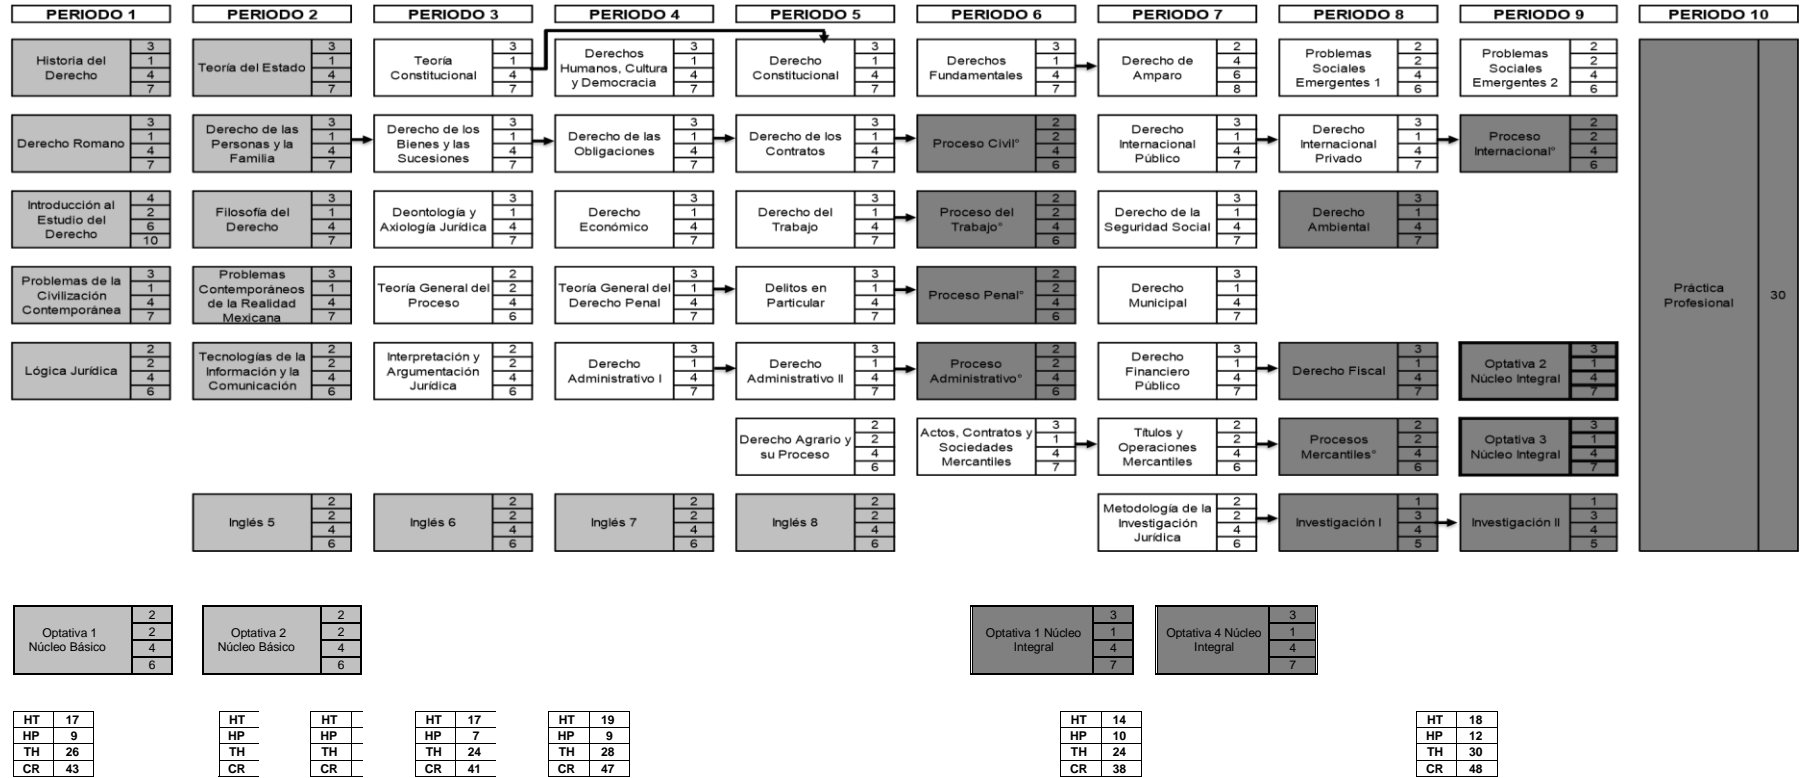 PERIODO 1
PERIODO 2
PERIODO 3
PERIODO 4
PERIODO 5
PERIODO 6
PERIODO 7
PERIODO 8
PERIODO 9
PERIODO 10
Historia del
Derecho
3
1
4
7
Teoría del Estado
3
1
4
7
Teoría
Constitucional
3
1
4
7
Derechos
Humanos, Cultura
y Democracia
3
1
4
7
Derecho
Constitucional
3
1
4
7
Derechos
Fundamentales
3
1
4
7
Derecho de
Amparo
2
4
6
8
Problemas
Sociales
Emergentes 1
2
2
4
6
Problemas
Sociales
Emergentes 2
2
2
4
6
Derecho Romano
3
1
4
7
Derecho de las
Personas y la
Familia
3
1
4
7
Derecho de los
Bienes y las
Sucesiones
3
1
4
7
Derecho de las
Obligaciones
3
1
4
7
Derecho de los
Contratos
3
1
4
7
Proceso Civil°
2
2
4
6
Derecho
Internacional
Público
3
1
4
7
Derecho
Internacional
Privado
3
1
4
7
Proceso
Internacional°
2
2
4
6
Introducción al
Estudio del
Derecho
4
2
6
10
Filosofía del
Derecho
3
1
4
7
Deontología y
Axiología Jurídica
3
1
4
7
Derecho
Económico
3
1
4
7
Derecho del
Trabajo
3
1
4
7
Proceso del
Trabajo°
2
2
4
6
Derecho de la
Seguridad Social
3
1
4
7
Derecho
Ambiental
3
1
4
7
Problemas de la
Civilización
Contemporánea
3
1
4
7
Problemas
Contemporáneos
de la Realidad
Mexicana
3
1
4
7
Teoría General del
Proceso
2
2
4
6
Teoría General del
Derecho Penal
3
1
4
7
Delitos en
Particular
3
1
4
7
Proceso Penal°
2
2
4
6
Derecho
Municipal
3
1
4
7
Práctica
Profesional
30
Lógica Jurídica
2
2
4
6
Tecnologías de la
Información y la
Comunicación
2
2
4
6
Interpretación y
Argumentación
Jurídica
2
2
4
6
Derecho
Administrativo I
3
1
4
7
Derecho
Administrativo II
3
1
4
7
Proceso
Administrativo°
2
2
4
6
Derecho
Financiero
Público
3
1
4
7
Derecho Fiscal
3
1
4
7
Optativa 2
Núcleo Integral
3
1
4
7
Derecho Agrario y
su Proceso
2
2
4
6
Actos, Contratos y
Sociedades
Mercantiles
3
1
4
7
Títulos y
Operaciones
Mercantiles
2
2
4
6
Procesos
Mercantiles°
2
2
4
6
Optativa 3
Núcleo Integral
3
1
4
7
Inglés 5
2
2
4
6
Inglés 6
2
2
4
6
Inglés 7
2
2
4
6
Inglés 8
2
2
4
6
Metodología de la
Investigación
Jurídica
2
2
4
6
Investigación I
1
3
4
5
Investigación II
1
3
4
5
Optativa 1
Núcleo Básico
2
2
4
6
Optativa 2
Núcleo Básico
2
2
4
6
Optativa 1 Núcleo
Integral
3
1
4
7
Optativa 4 Núcleo
Integral
3
1
4
7
HT 17
HP 9
TH 26
CR 43
HT
HP
TH
CR
HT
HP
TH
CR
HT 17
HP 7
TH 24
CR 41
HT 19
HP 9
TH 28
CR 47
HT 14
HP 10
TH 24
CR 38
HT 18
HP 12
TH 30
CR 48